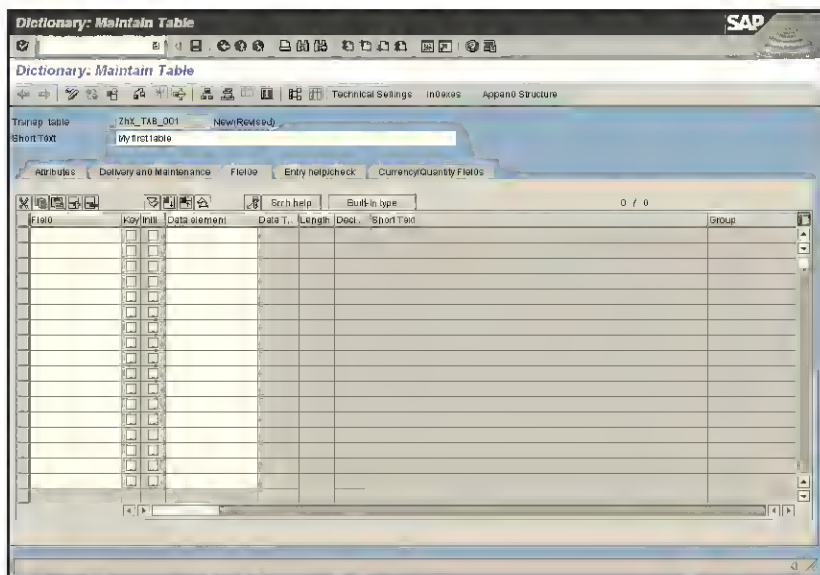 Dictionary: Maintain Table
SAP
Dictionary: Maintain Table
Technical Settings Indexes Append Structure
Transp table ZHX_TAB_001 New(Revised)
Short Text My first table
Attributes Delivery and Maintenance Fields Entry help/check Currency/Quantity Fields
Srch help Built-In type 0 / 0
Field Key Initi Data element Data T.. Length Deci.. Short Text Group